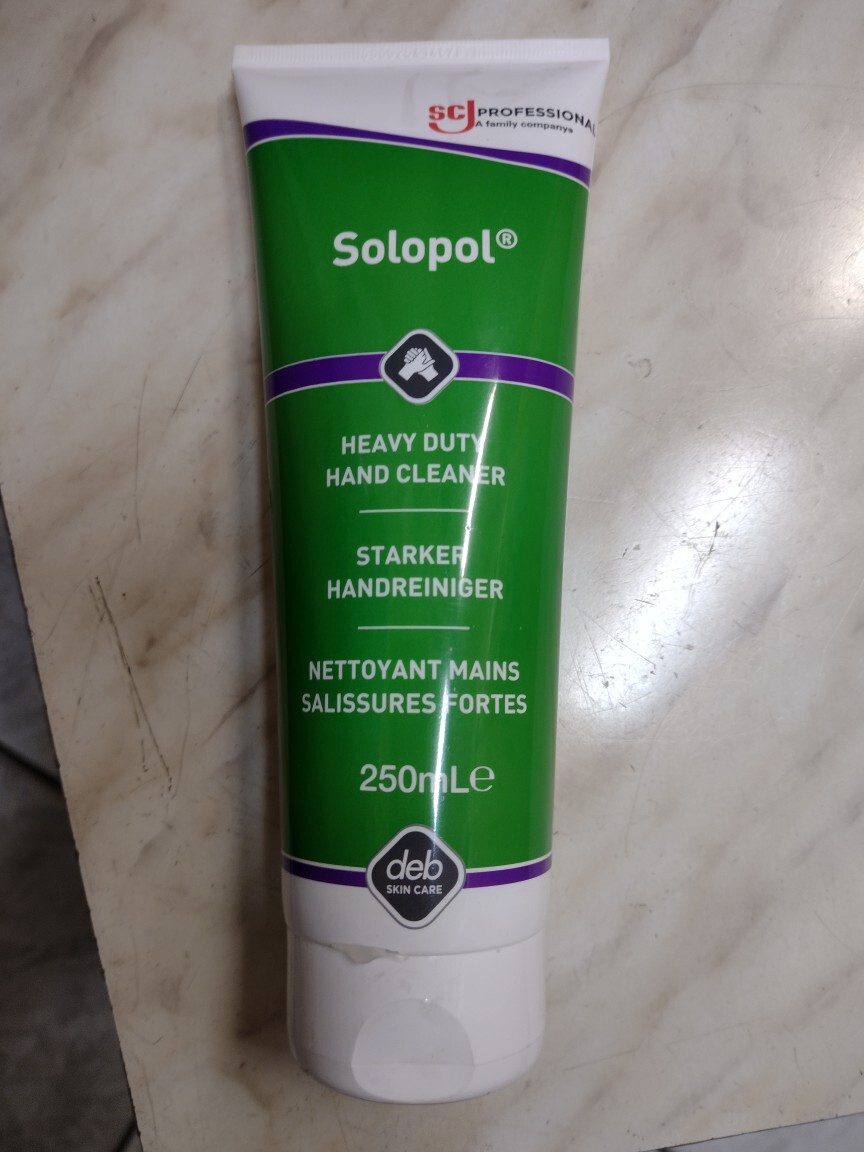 SCJ PROFESSIONAL
A family company
Solopol®
HEAVY DUTY
HAND CLEANER
STARKER
HANDREINIGER
NETTOYANT MAINS
SALISSURES FORTES
250mL℮
deb
SKIN CARE